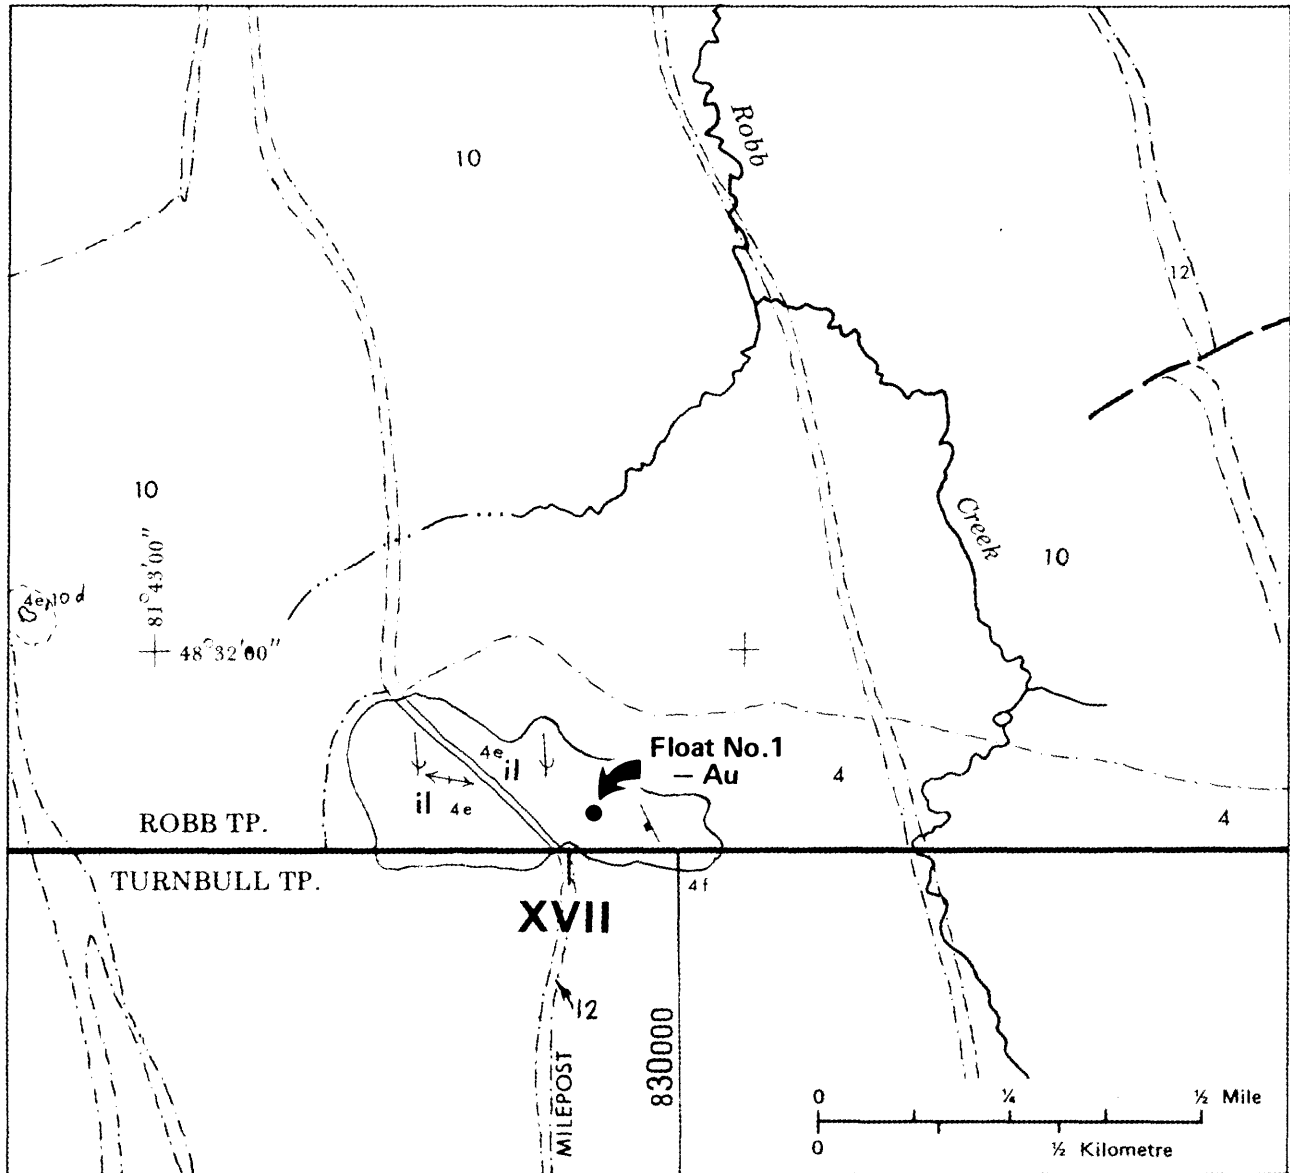 Robb
10
12
10
81°43'00"
Creek
10
4e,10d
48°32'00"
Float No.1
– Au
4e
il
il
4e
4
4
ROBB TP.
TURNBULL TP.
4f
XVII
12
MILEPOST
830000
0 ¼ ½ Mile
0 ½ Kilometre